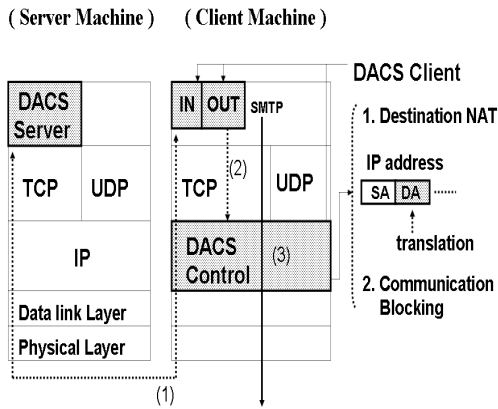 ( Server Machine )
( Client Machine )
DACS
Server
TCP
UDP
IP
Data link Layer
Physical Layer
(1)
IN
OUT
SMTP
(2)
TCP
UDP
DACS
Control
(3)
DACS Client
1. Destination NAT
IP address
SA
DA
translation
2. Communication
Blocking